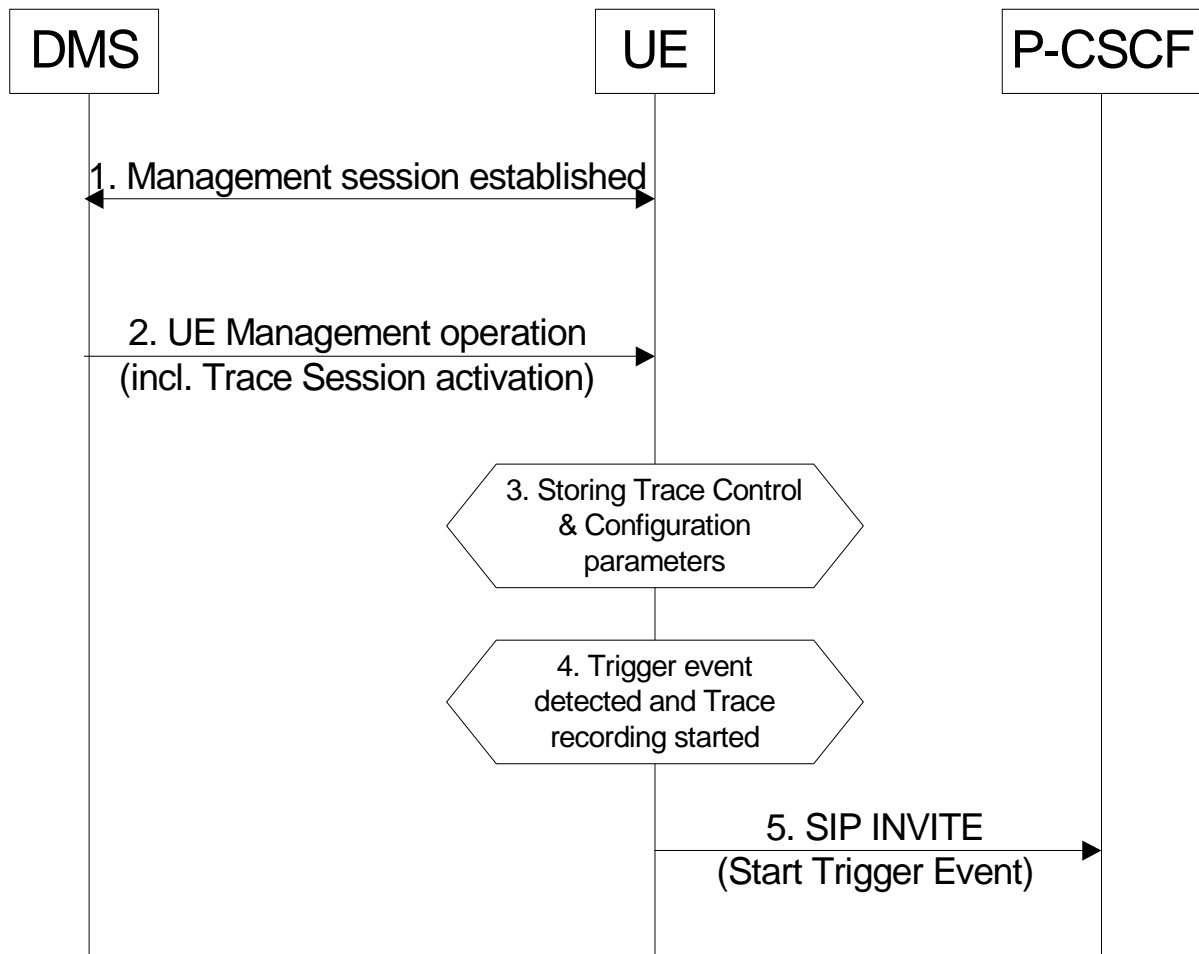 DMS
UE
P-CSCF
1. Management session established
2. UE Management operation
(incl. Trace Session activation)
3. Storing Trace Control
& Configuration
parameters
4. Trigger event
detected and Trace
recording started
5. SIP INVITE
(Start Trigger Event)